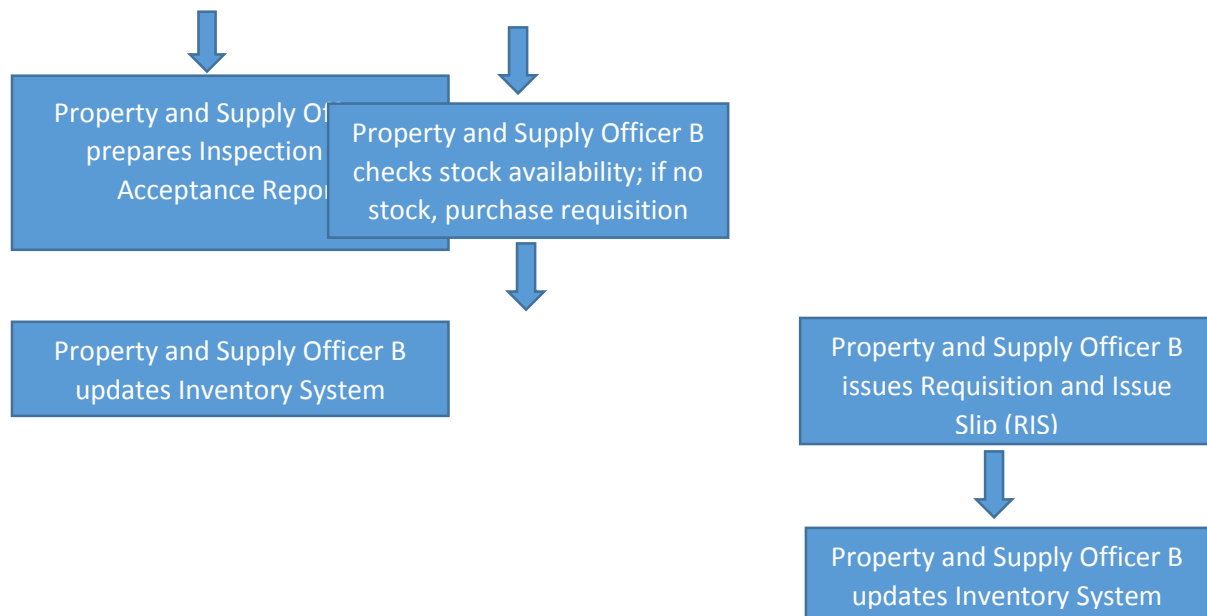 Property and Supply
prepares Inspection
Acceptance
Property and Supply Officer B
checks stock availability; if no
stock, purchase requisition
Property and Supply Officer B
updates Inventory System
Property and Supply Officer B
issues Requisition and Issue
Slip (RIS)
Property and Supply Officer B
updates Inventory System